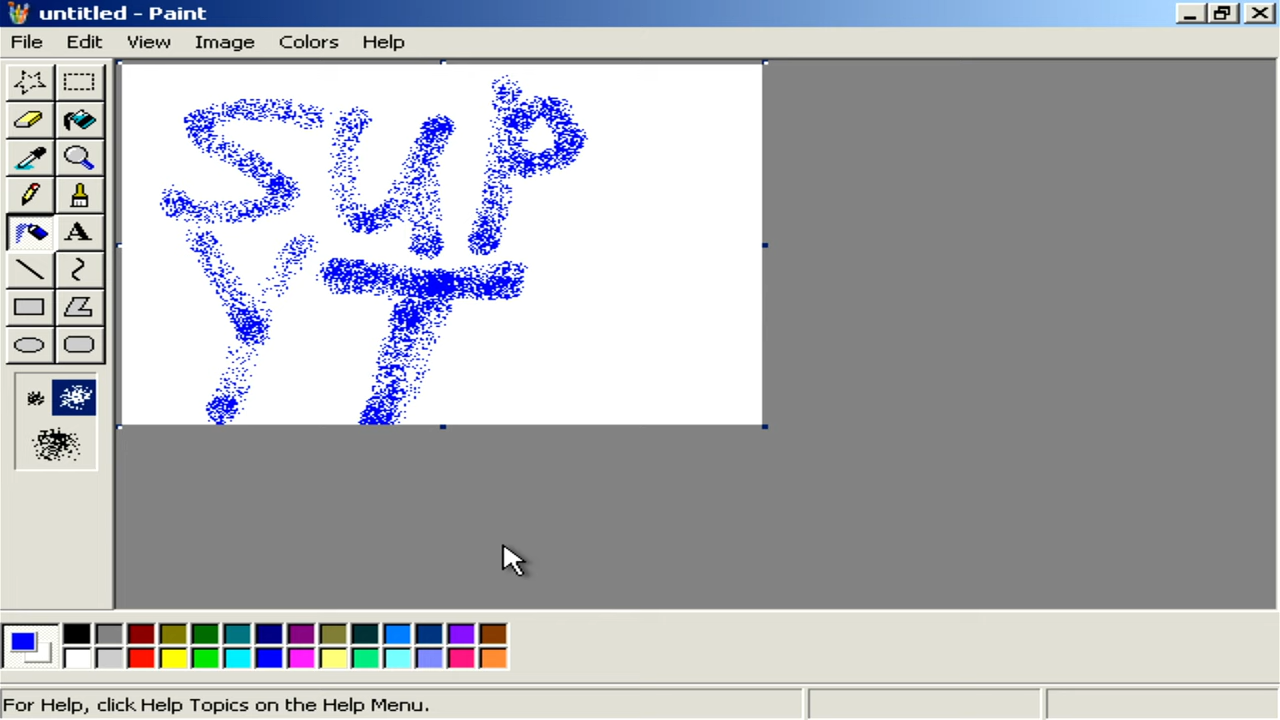 untitled - Paint
File Edit View Image Colors Help
A
sup
YT
For Help, click Help Topics on the Help Menu.